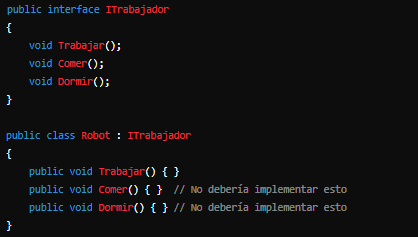 public interface ITrabajador
{
    void Trabajar();
    void Comer();
    void Dormir();
}

public class Robot : ITrabajador
{
    public void Trabajar() { }
    public void Comer() { }  // No debería implementar esto
    public void Dormir() { } // No debería implementar esto
}